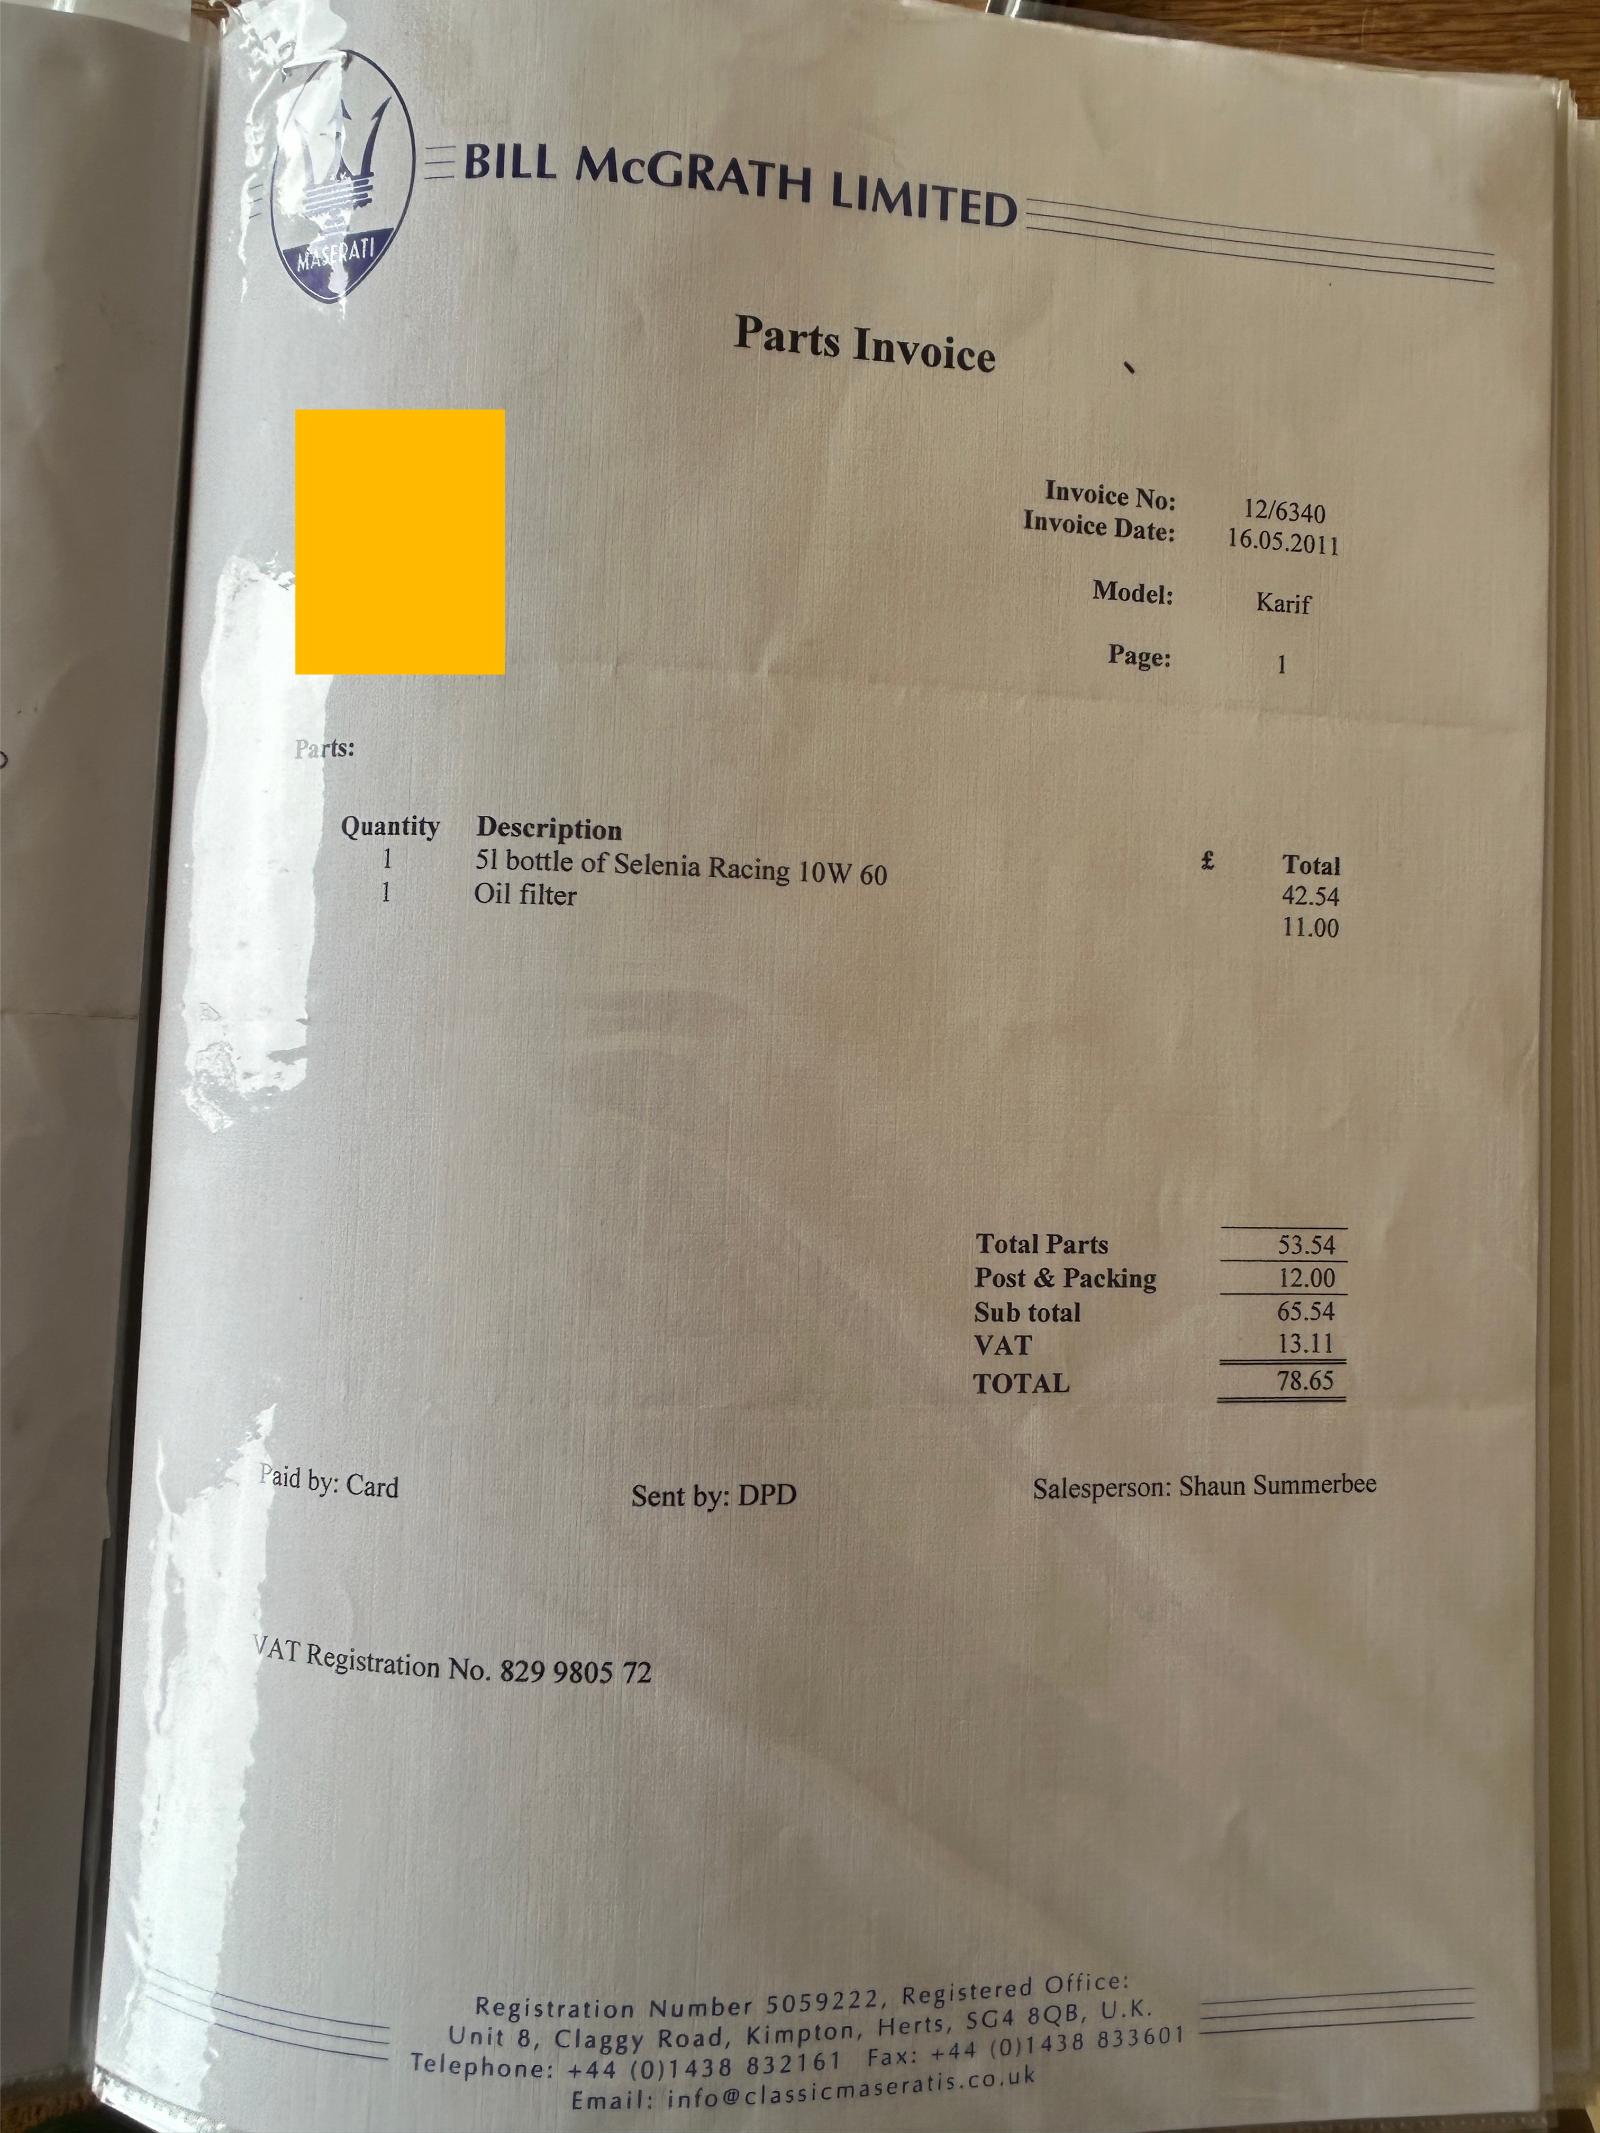 MASERATI
BILL McGRATH LIMITED
Parts Invoice
Invoice No: 12/6340
Invoice Date: 16.05.2011
Model: Karif
Page: 1
Parts:
Quantity Description £ Total
1 5l bottle of Selenia Racing 10W 60 42.54
1 Oil filter 11.00
Total Parts 53.54
Post & Packing 12.00
Sub total 65.54
VAT 13.11
TOTAL 78.65
Paid by: Card Sent by: DPD Salesperson: Shaun Summerbee
VAT Registration No. 829 9805 72
Registration Number 5059222, Registered Office:
Unit 8, Claggy Road, Kimpton, Herts, SG4 8QB, U.K.
Telephone: +44 (0)1438 832161 Fax: +44 (0)1438 833601
Email: info@classicmaseratis.co.uk